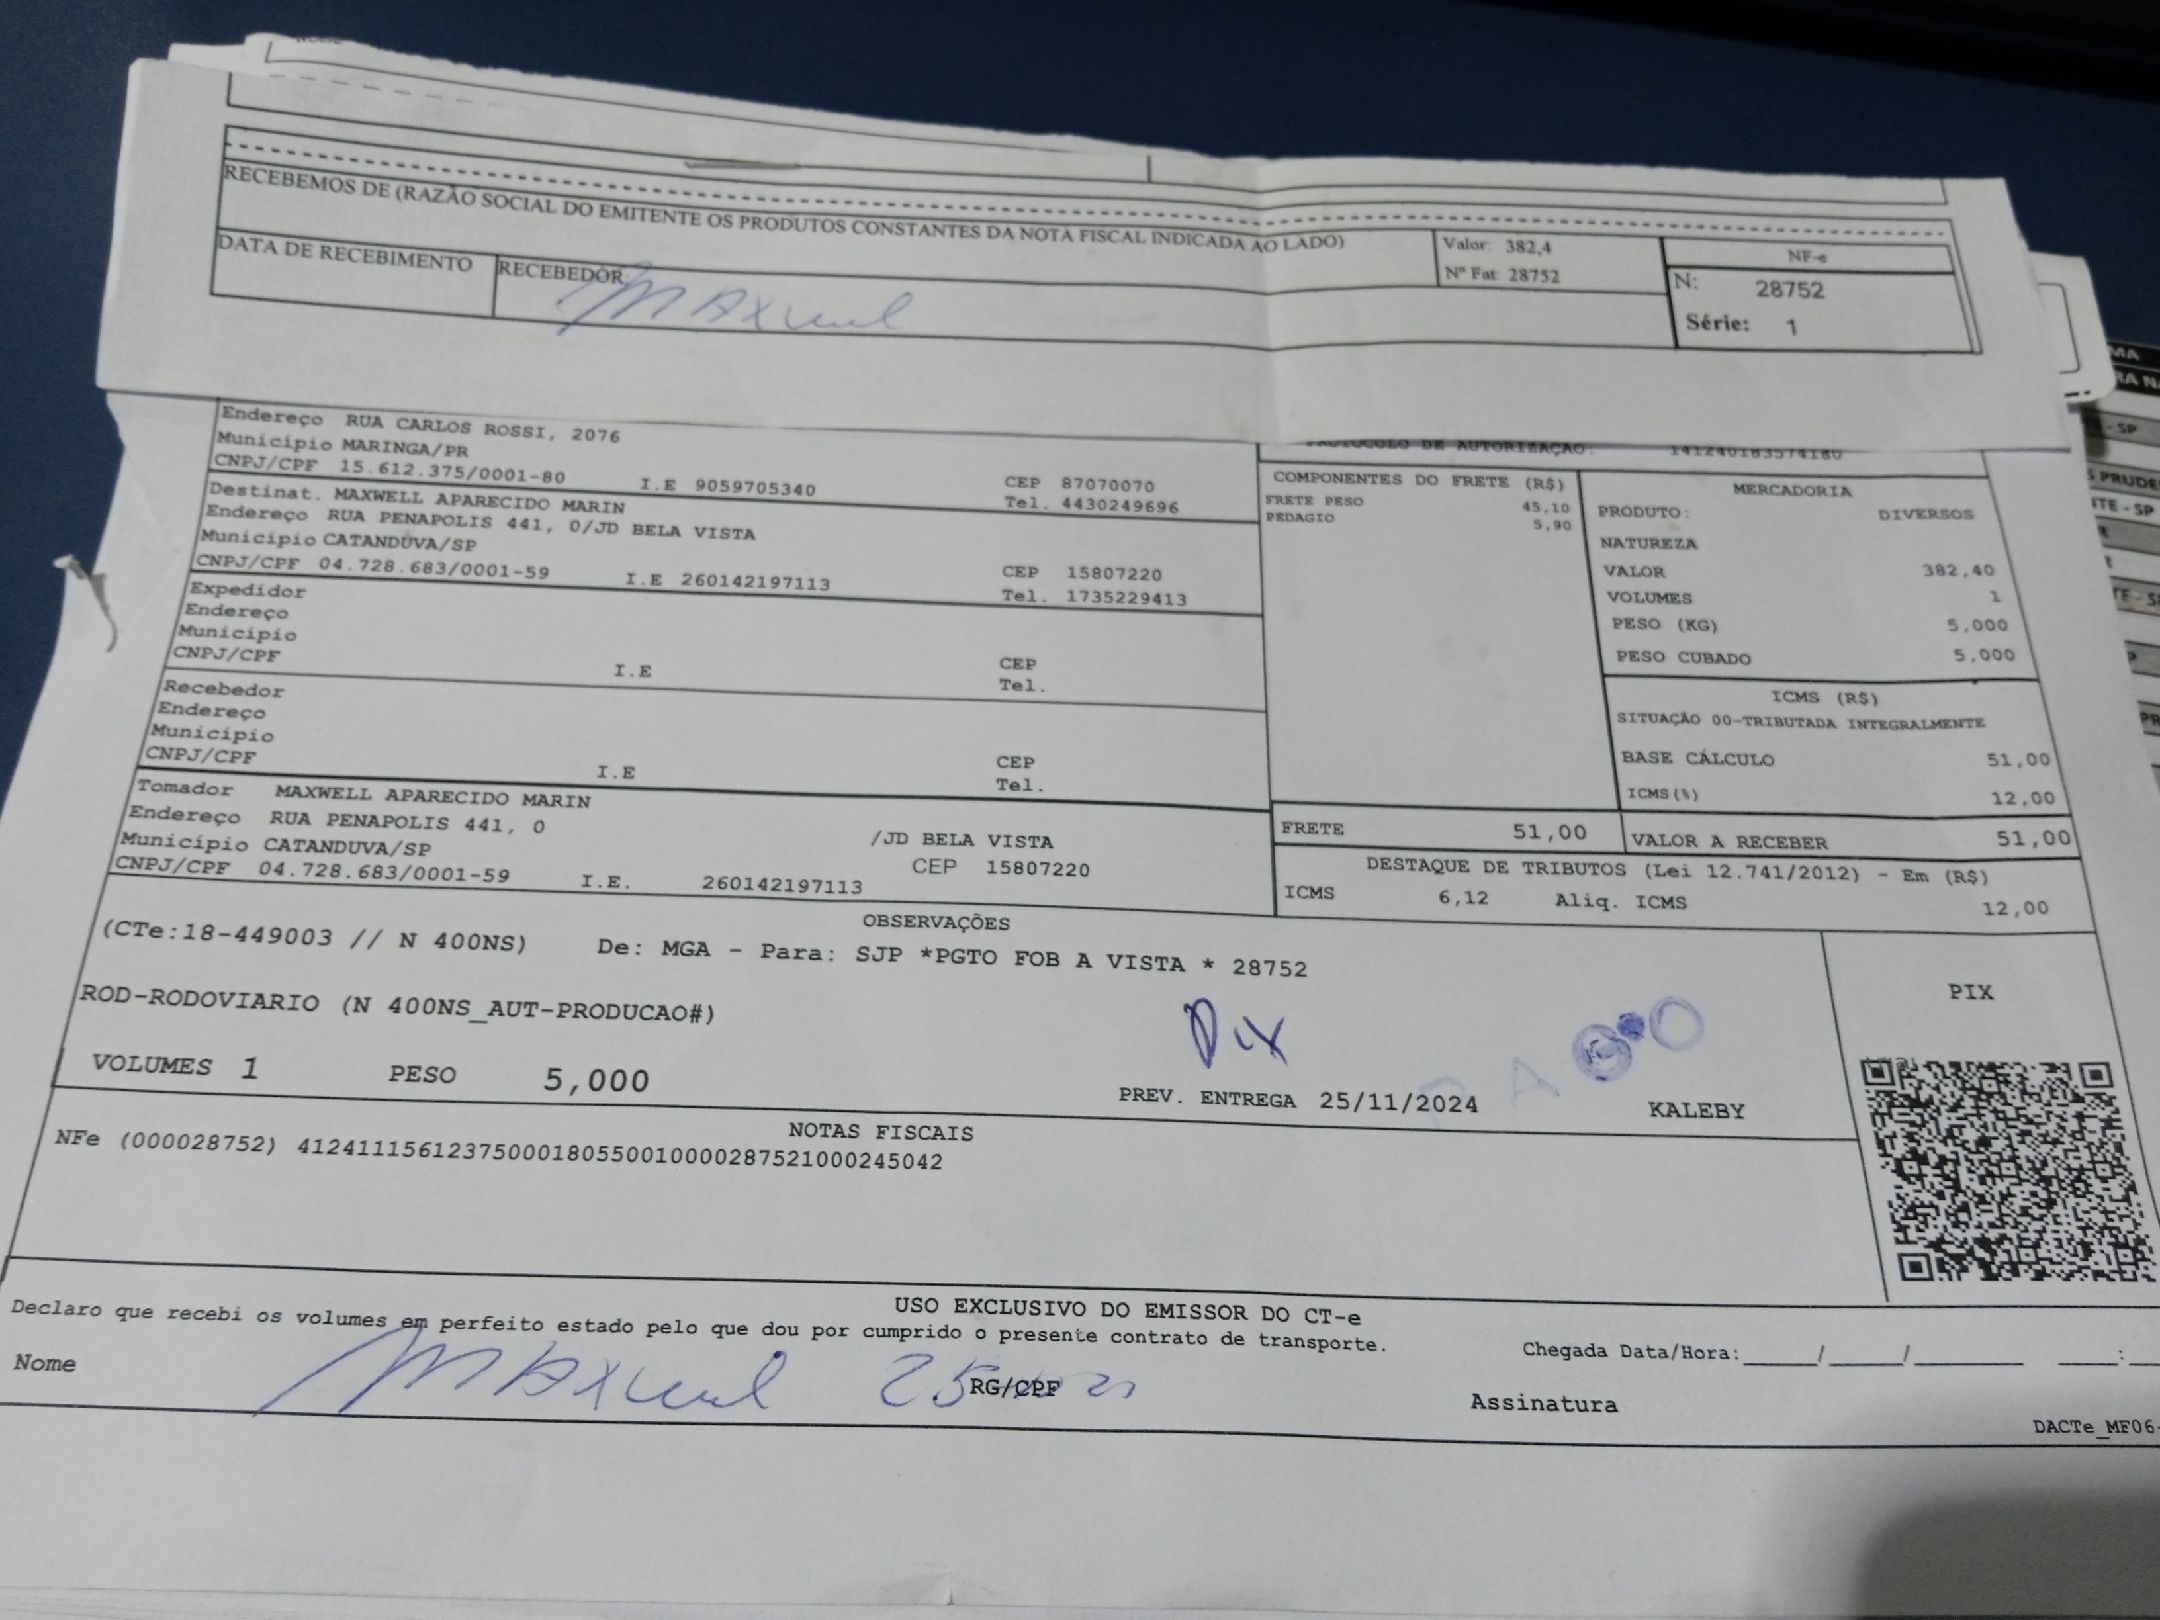 RECEBEMOS DE (RAZÃO SOCIAL DO EMITENTE OS PRODUTOS CONSTANTES DA NOTA FISCAL INDICADA AO LADO)
DATA DE RECEBIMENTO RECEBEDOR
Maxwel
Valor: 382,4
Nº Fat: 28752
NF-e
N: 28752
Série: 1
Endereço RUA CARLOS ROSSI, 2076
Município MARINGA/PR
CNPJ/CPF 15.612.375/0001-80 I.E 9059705340 CEP 87070070
Tel. 4430249696
Destinat. MAXWELL APARECIDO MARIN
Endereço RUA PENAPOLIS 441, 0/JD BELA VISTA
Município CATANDUVA/SP
CNPJ/CPF 04.728.683/0001-59 I.E 260142197113 CEP 15807220
Tel. 1735229413
Expedidor
Endereço
Município
CNPJ/CPF I.E CEP
Tel.
Recebedor
Endereço
Município
CNPJ/CPF I.E CEP
Tel.
Tomador MAXWELL APARECIDO MARIN
Endereço RUA PENAPOLIS 441, 0 /JD BELA VISTA
Município CATANDUVA/SP CEP 15807220
CNPJ/CPF 04.728.683/0001-59 I.E. 260142197113
PROTOCOLO DE AUTORIZAÇÃO: 141240183574180
COMPONENTES DO FRETE (R$)
FRETE PESO 45,10
PEDAGIO 5,90
MERCADORIA
PRODUTO: DIVERSOS
NATUREZA
VALOR 382,40
VOLUMES 1
PESO (KG) 5,000
PESO CUBADO 5,000
ICMS (R$)
SITUAÇÃO 00-TRIBUTADA INTEGRALMENTE
BASE CÁLCULO 51,00
ICMS(%) 12,00
FRETE 51,00 VALOR A RECEBER 51,00
DESTAQUE DE TRIBUTOS (Lei 12.741/2012) - Em (R$)
ICMS 6,12 Aliq. ICMS 12,00
OBSERVAÇÕES
(CTe:18-449003 // N 400NS) De: MGA - Para: SJP *PGTO FOB A VISTA * 28752
ROD-RODOVIARIO (N 400NS_AUT-PRODUCAO#)
Pix
PIX
VOLUMES 1 PESO 5,000 PREV. ENTREGA 25/11/2024 KALEBY
NOTAS FISCAIS
NFe (000028752) 41241115612375000180550010000287521000245042
USO EXCLUSIVO DO EMISSOR DO CT-e
Declaro que recebi os volumes em perfeito estado pelo que dou por cumprido o presente contrato de transporte.
Chegada Data/Hora:____/____/______ ____:
Nome Maxwel 25 RG/CPF Assinatura
DACTe_MF06